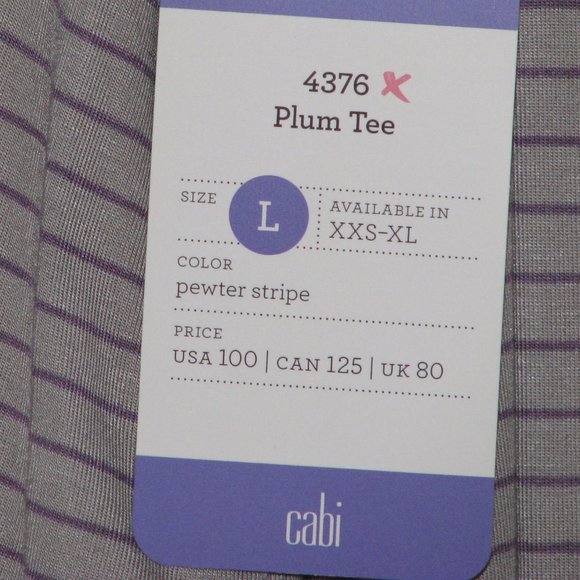 4376
Plum Tee
SIZE
L
AVAILABLE IN
XXS-XL
COLOR
pewter stripe
PRICE
USA 100 | CAN 125 | UK 80
cabi